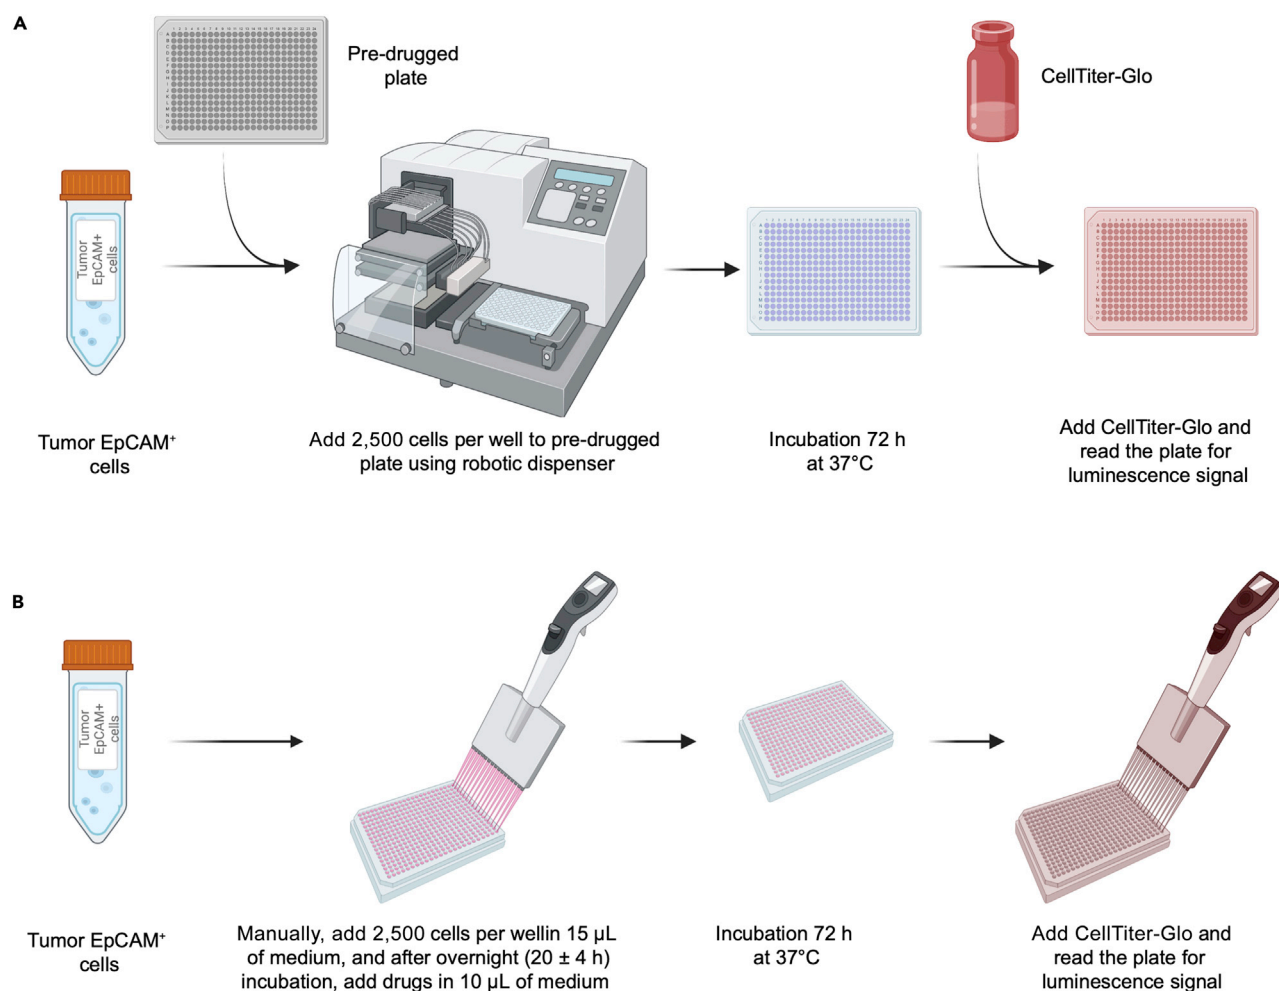 A
Pre-drugged
plate
CellTiter-Glo
Tumor
EpCAM+
cells
Tumor EpCAM⁺
cells
Add 2,500 cells per well to pre-drugged
plate using robotic dispenser
Incubation 72 h
at 37°C
Add CellTiter-Glo and
read the plate for
luminescence signal
B
Tumor
EpCAM+
cells
Tumor EpCAM⁺
cells
Manually, add 2,500 cells per wellin 15 µL
of medium, and after overnight (20 ± 4 h)
incubation, add drugs in 10 µL of medium
Incubation 72 h
at 37°C
Add CellTiter-Glo and
read the plate for
luminescence signal